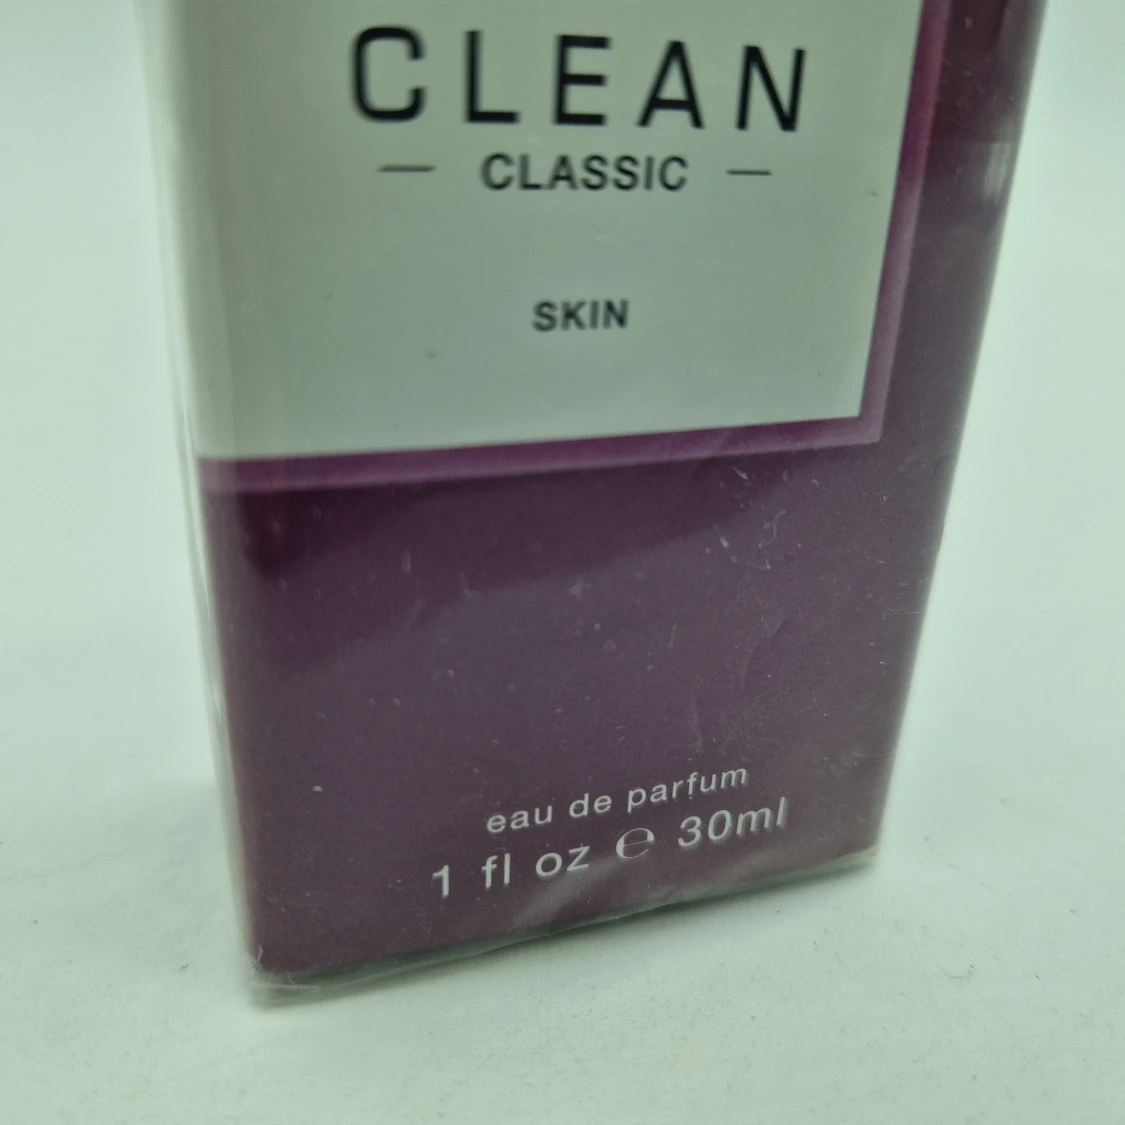 CLEAN
— CLASSIC —
SKIN
eau de parfum
1 fl oz ℮ 30ml